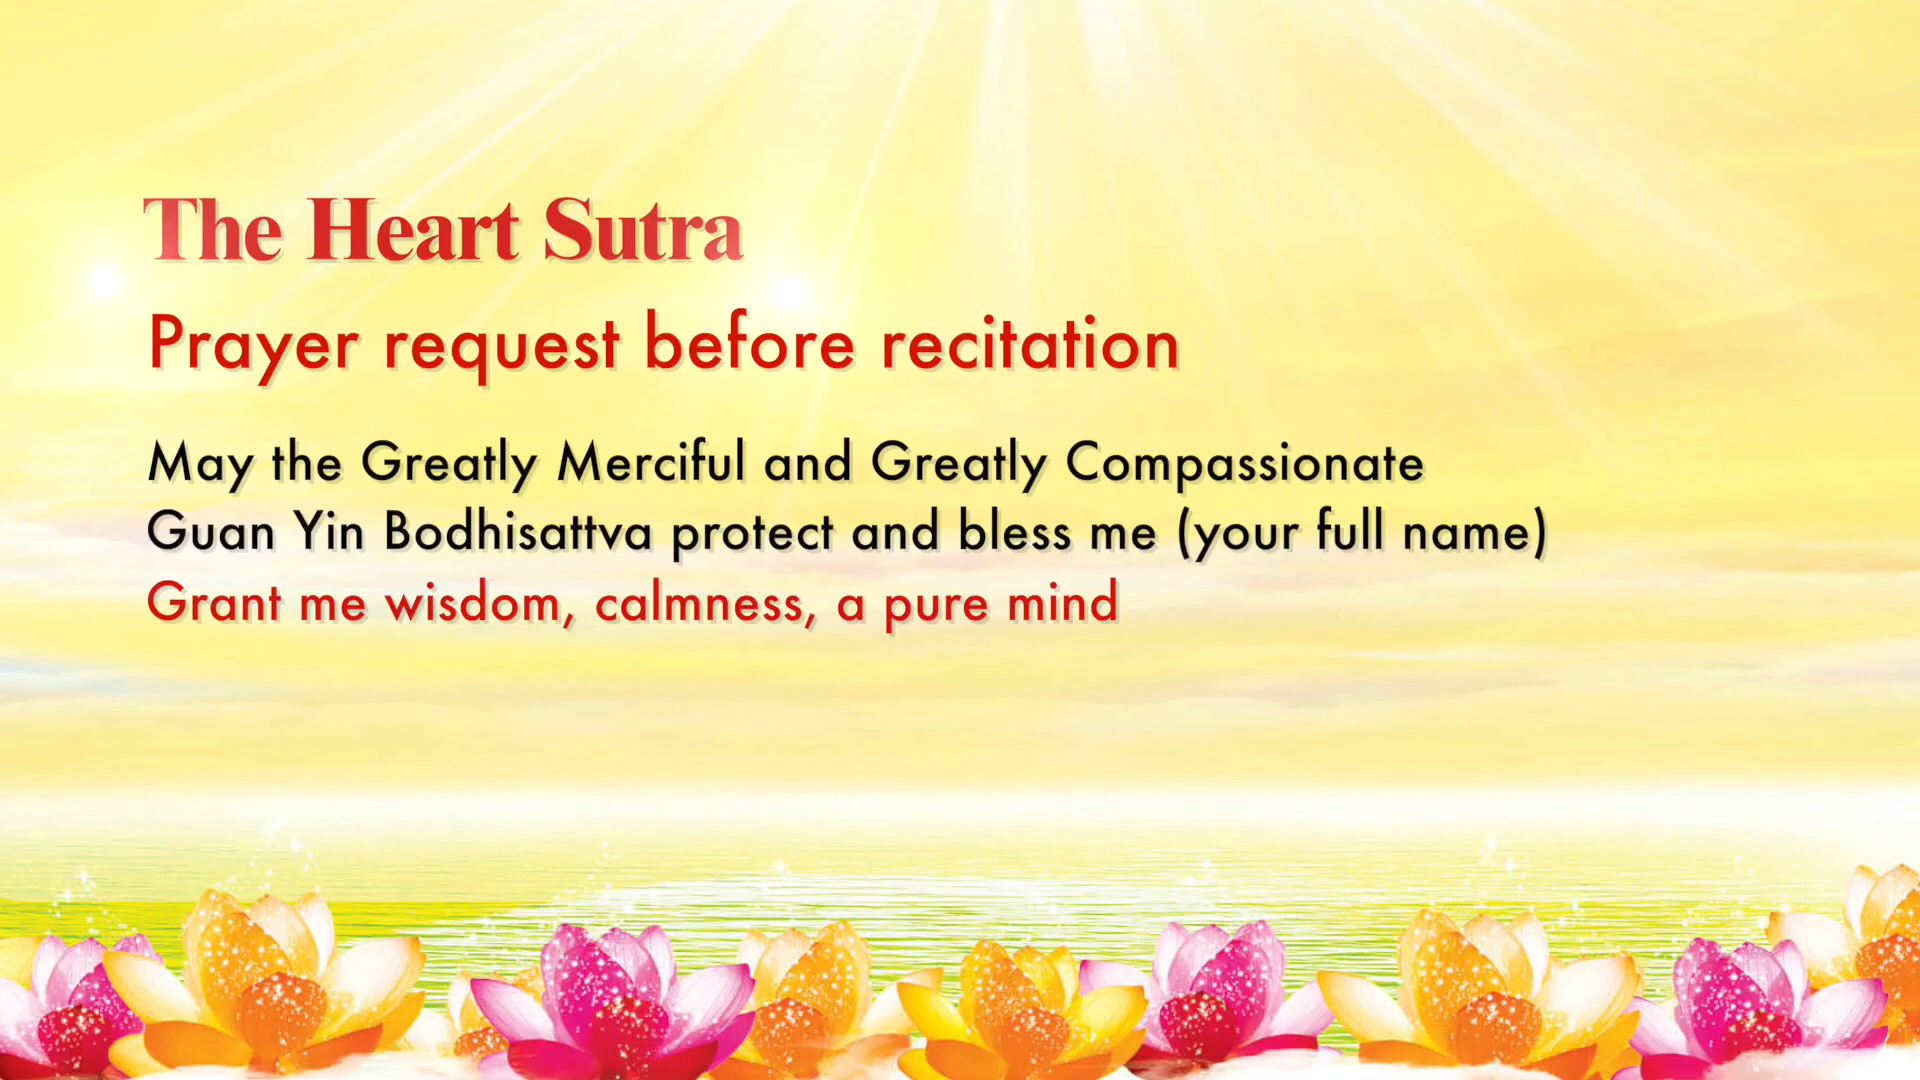 The Heart Sutra
Prayer request before recitation
May the Greatly Merciful and Greatly Compassionate
Guan Yin Bodhisattva protect and bless me (your full name)
Grant me wisdom, calmness, a pure mind